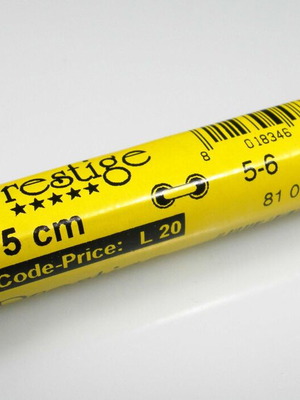 restige
★★★★★
5 cm
Code-Price: L 20
8 018346
5-6
81 0